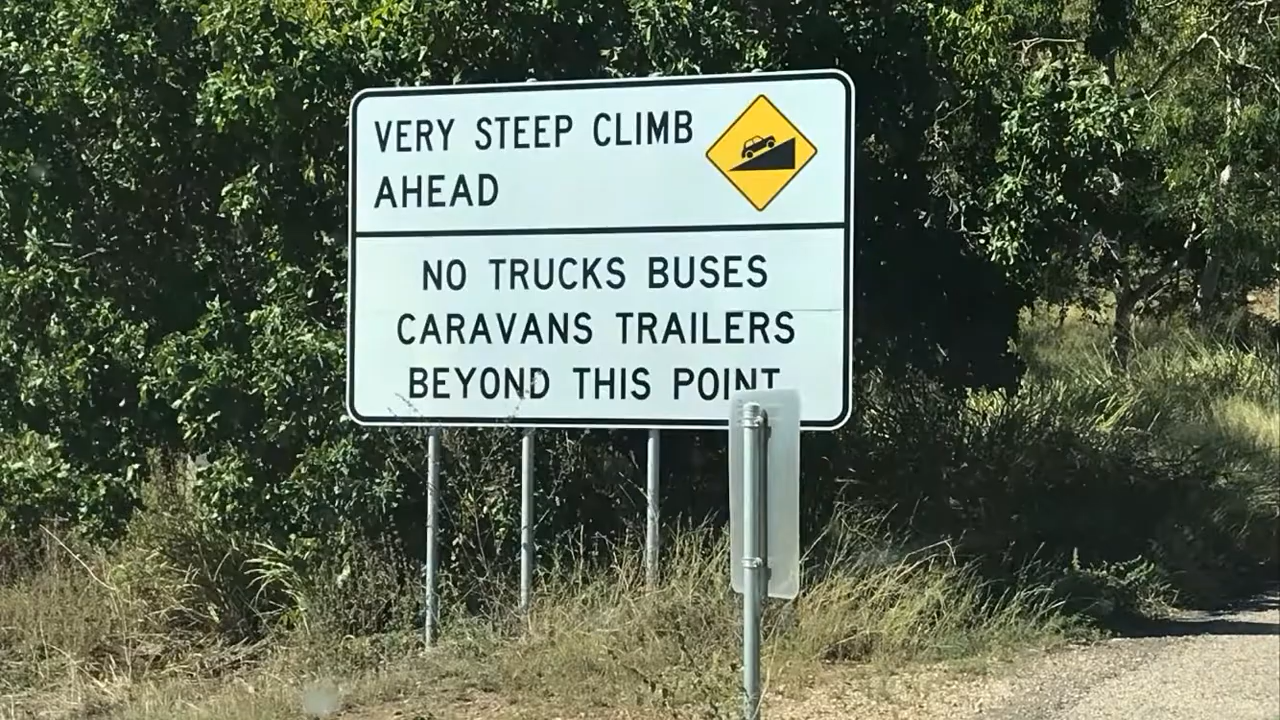 VERY STEEP CLIMB
AHEAD
NO TRUCKS BUSES
CARAVANS TRAILERS
BEYOND THIS POINT